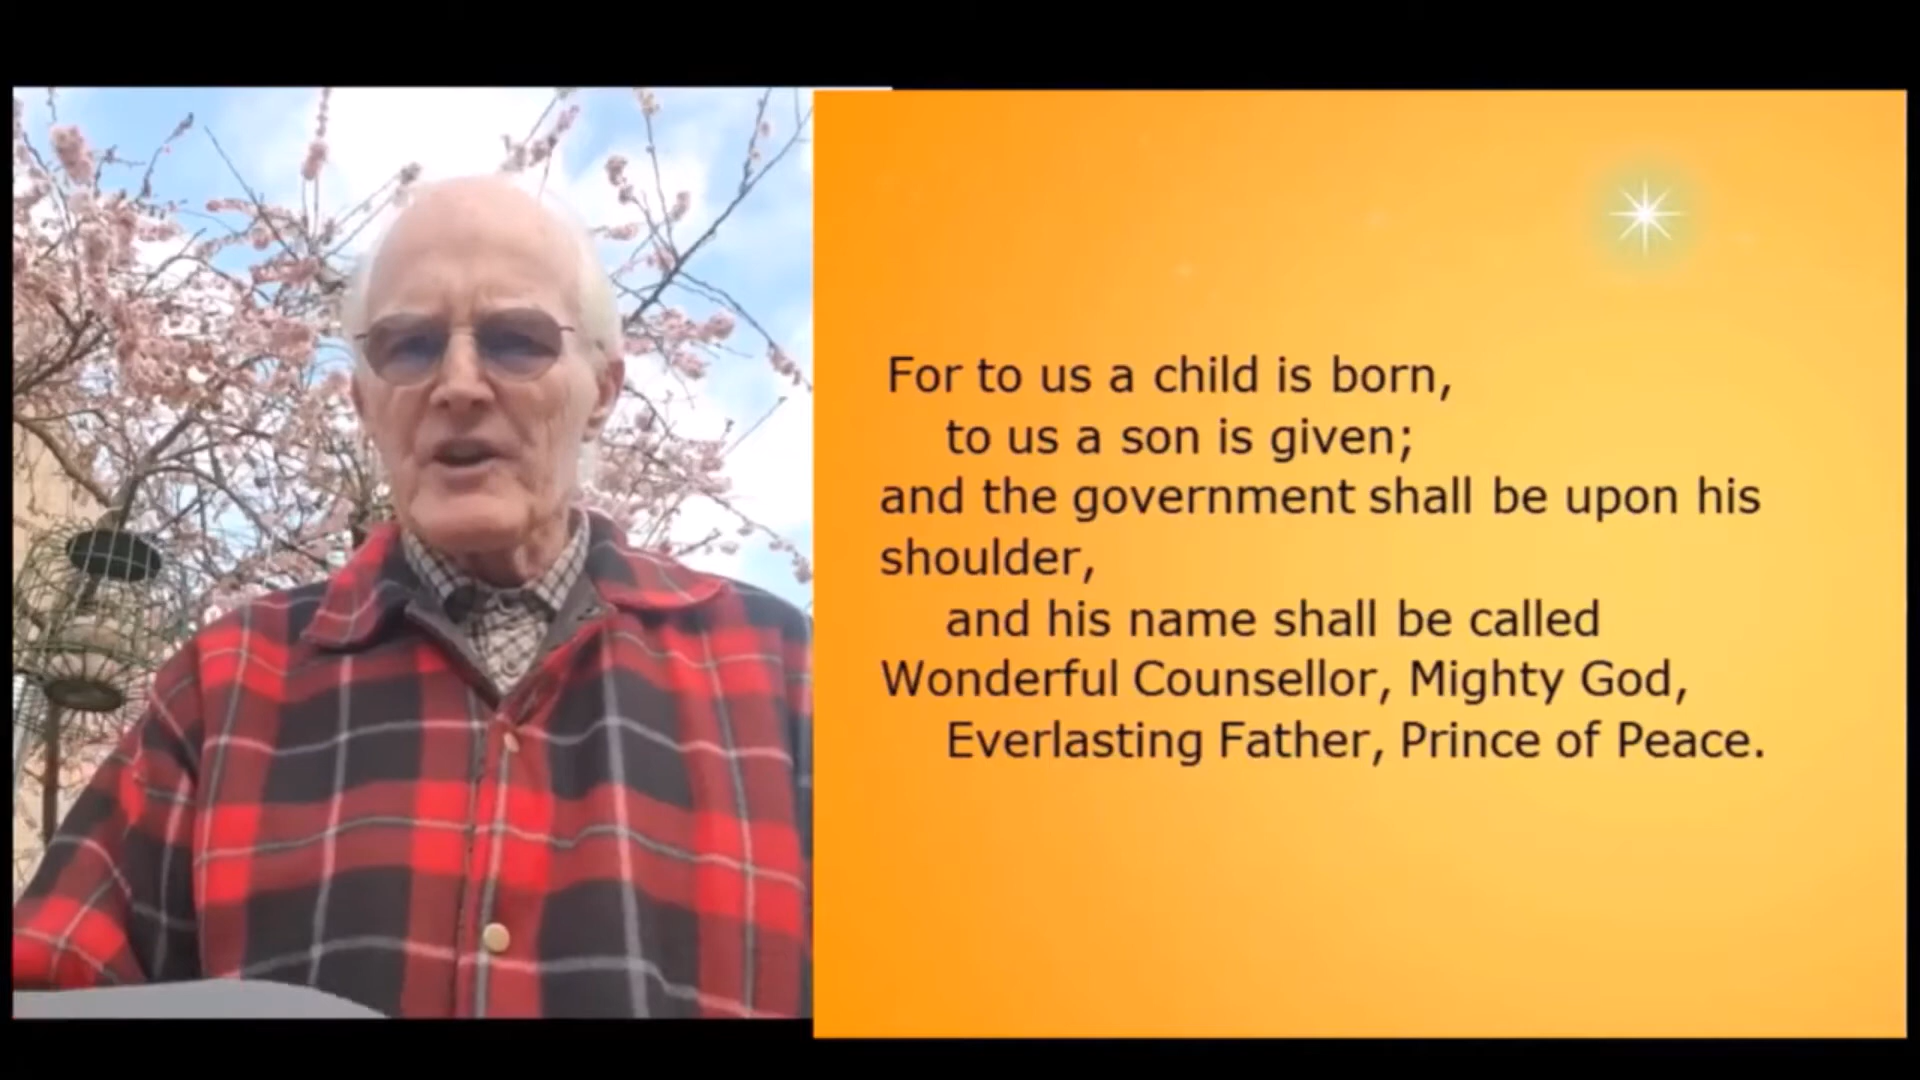 For to us a child is born,
to us a son is given;
and the government shall be upon his
shoulder,
and his name shall be called
Wonderful Counsellor, Mighty God,
Everlasting Father, Prince of Peace.